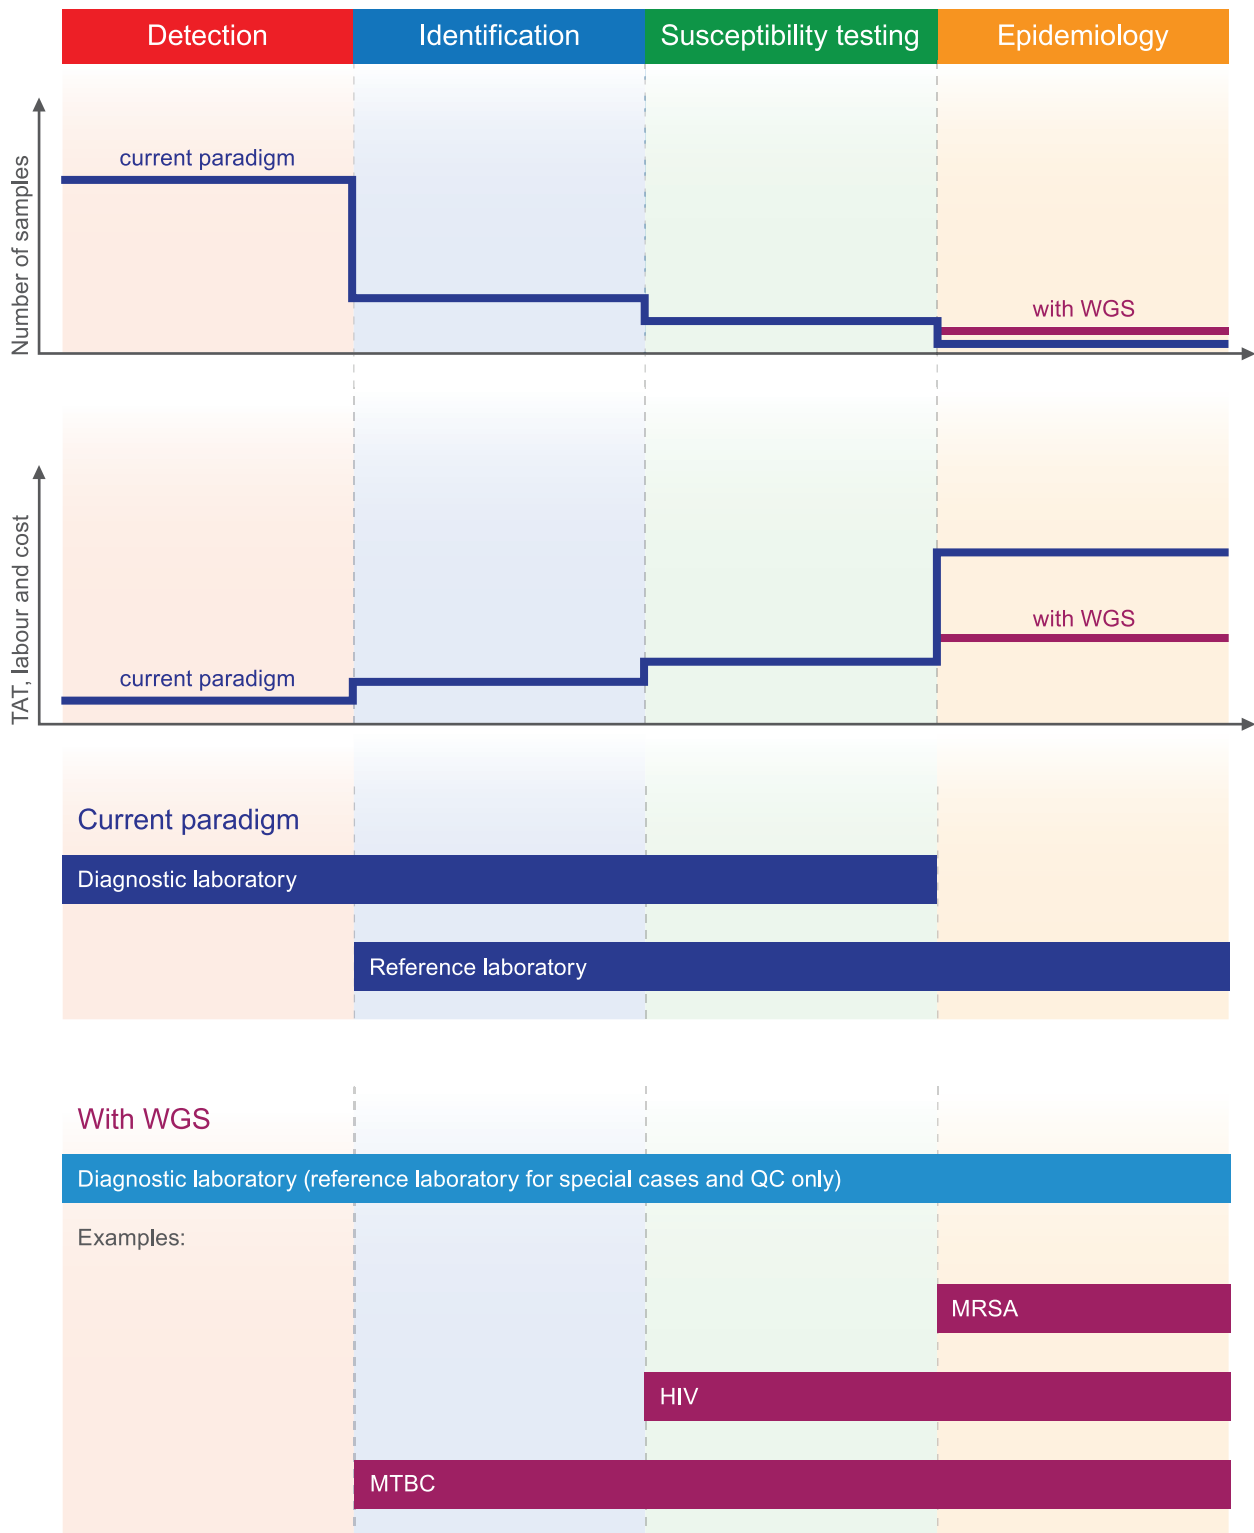 Detection
Identification
Susceptibility testing
Epidemiology
Number of samples
current paradigm
with WGS
TAT, labour and cost
current paradigm
with WGS
Current paradigm
Diagnostic laboratory
Reference laboratory
With WGS
Diagnostic laboratory (reference laboratory for special cases and QC only)
Examples:
MRSA
HIV
MTBC